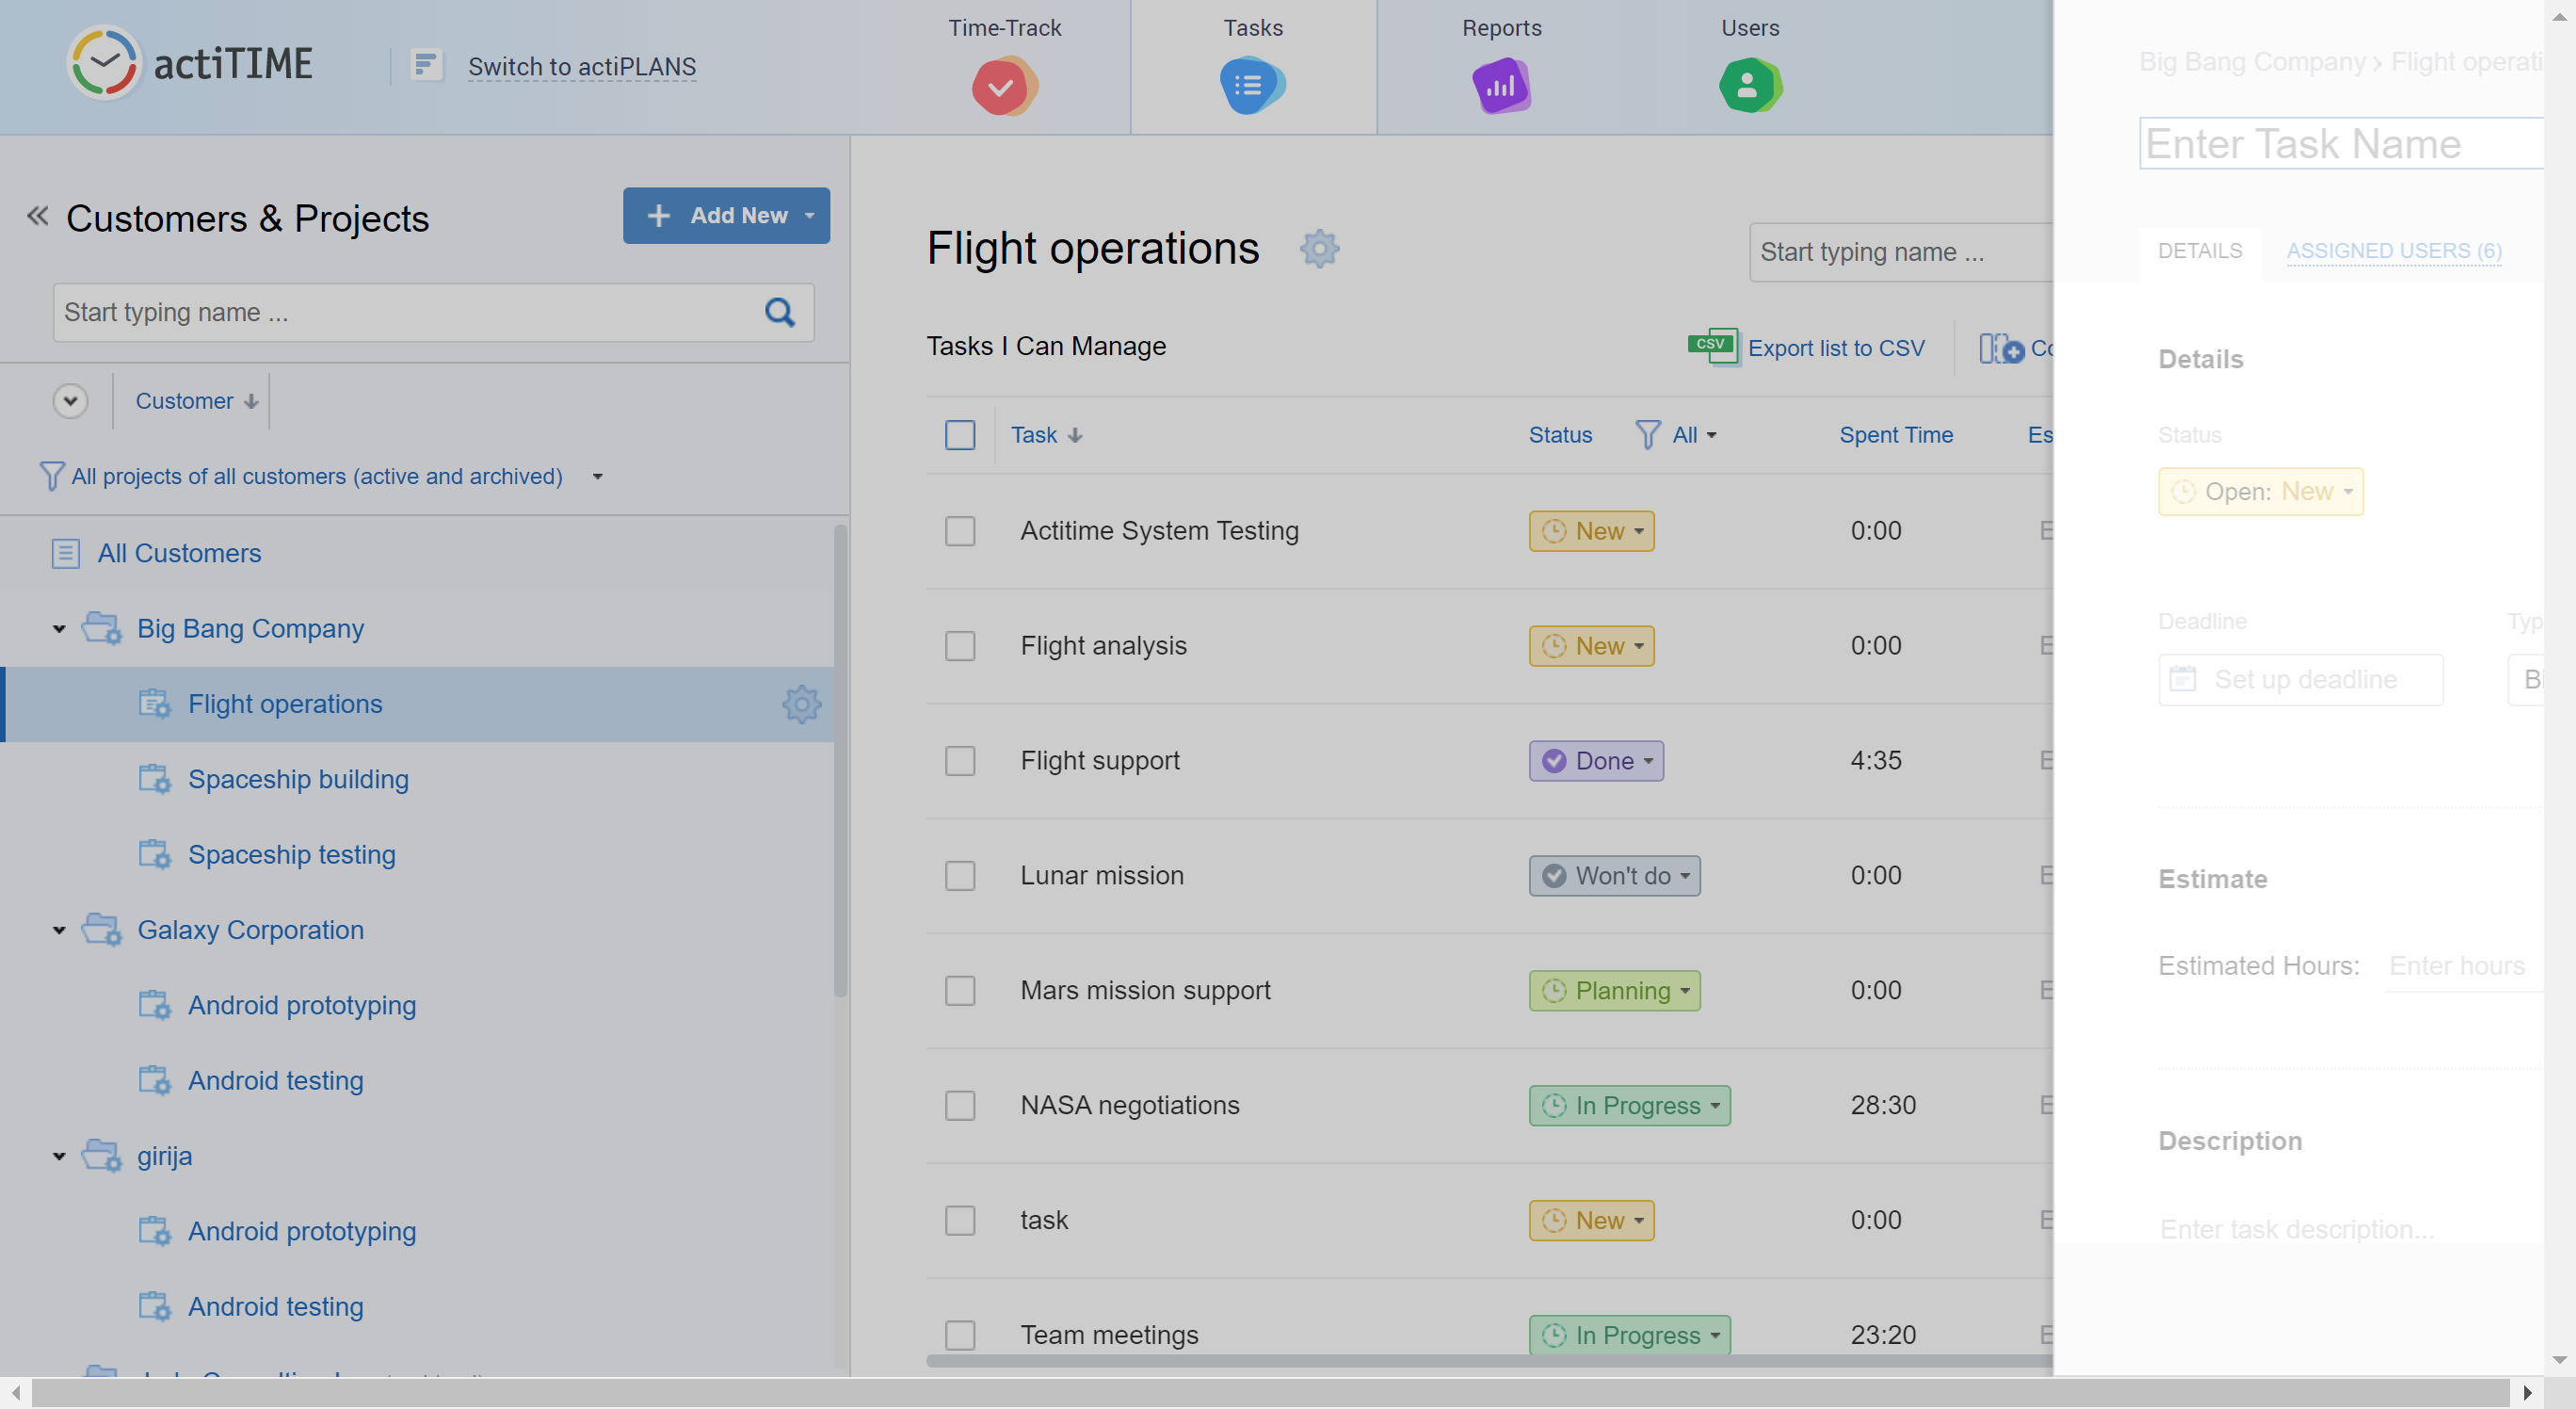 actiTIME
Switch to actiPLANS
Time-Track
Tasks
Reports
Users
Customers & Projects
Add New
Start typing name ...
Customer
All projects of all customers (active and archived)
All Customers
Big Bang Company
Flight operations
Spaceship building
Spaceship testing
Galaxy Corporation
Android prototyping
Android testing
girija
Android prototyping
Android testing
Flight operations
Start typing name ...
Tasks I Can Manage
CSV Export list to CSV
Task Status All Spent Time
Actitime System Testing New 0:00
Flight analysis New 0:00
Flight support Done 4:35
Lunar mission Won't do 0:00
Mars mission support Planning 0:00
NASA negotiations In Progress 28:30
task New 0:00
Team meetings In Progress 23:20
Big Bang Company › Flight operati
Enter Task Name
DETAILS ASSIGNED USERS (6)
Details
Status
Open: New
Deadline Typ
Set up deadline Bi
Estimate
Estimated Hours: Enter hours
Description
Enter task description...